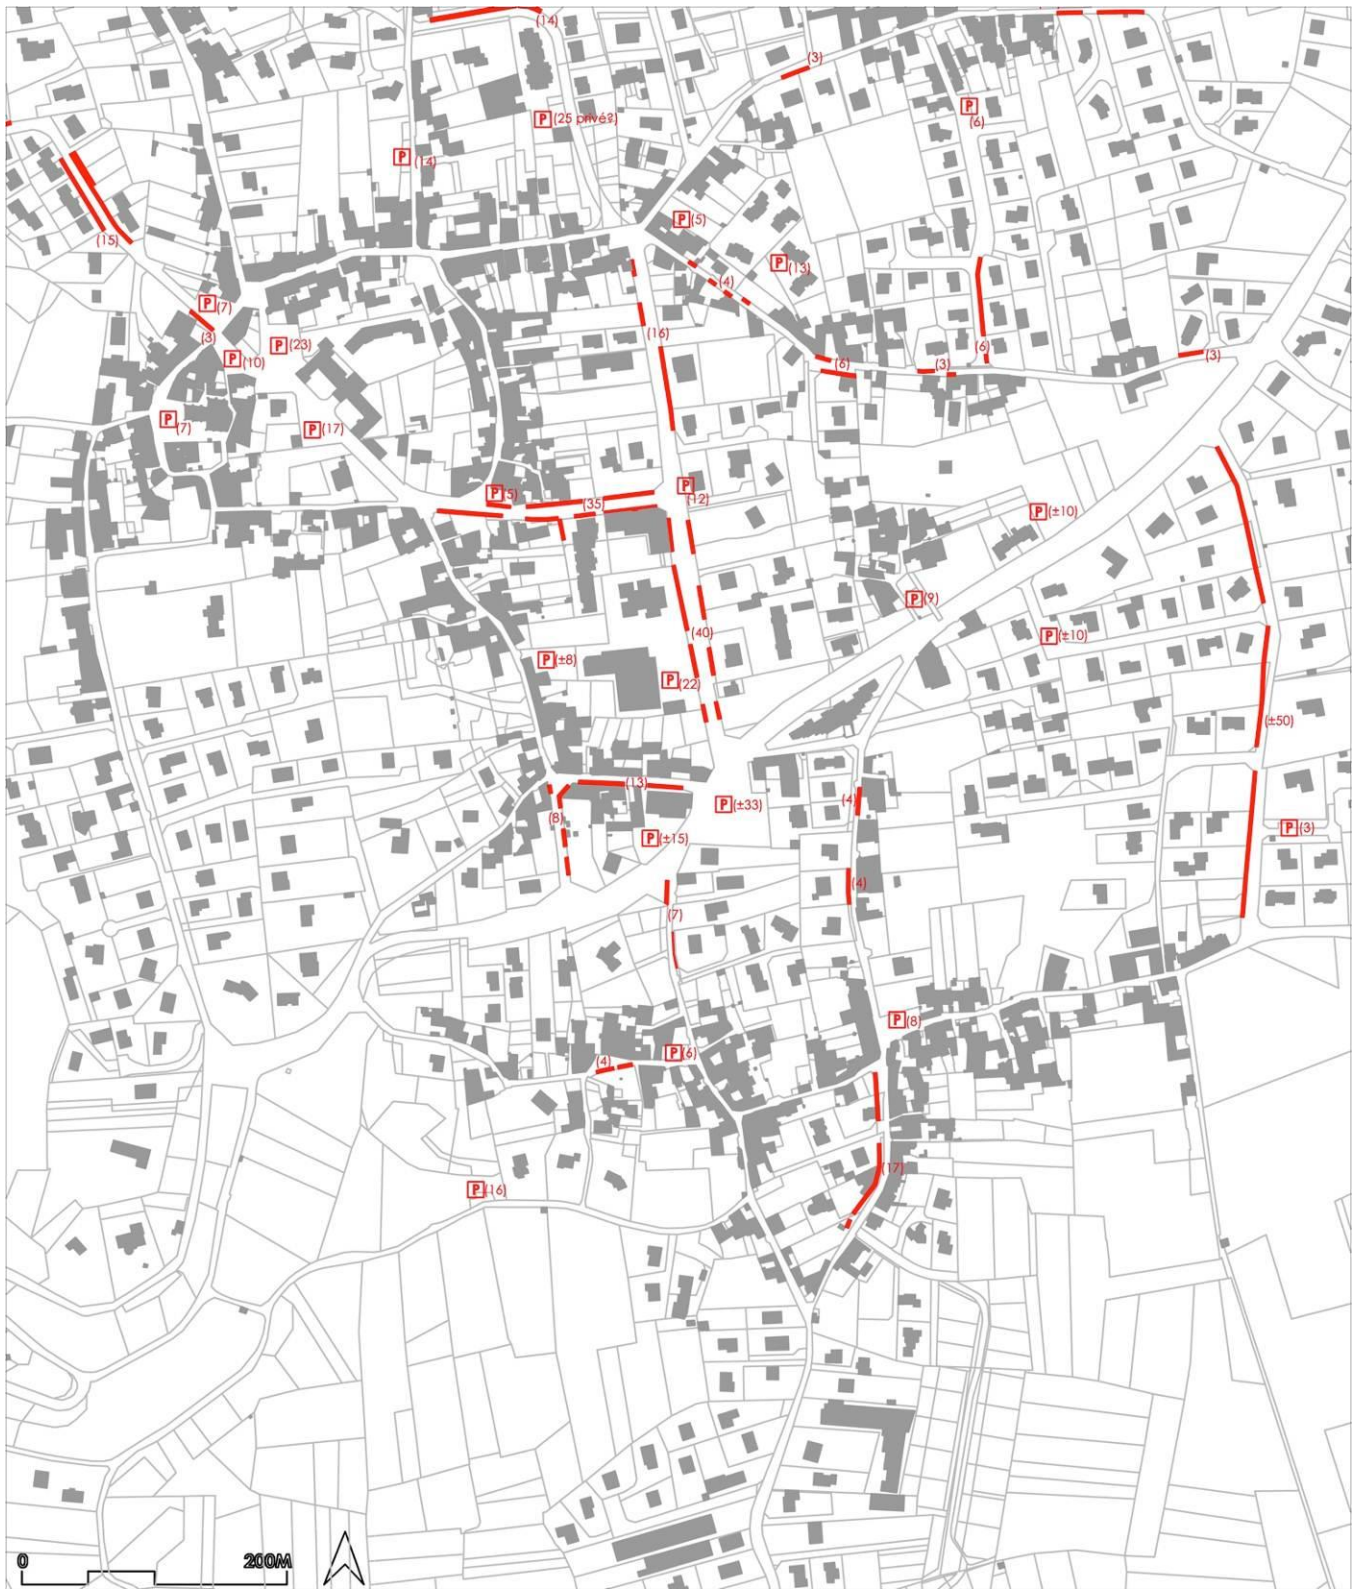 (14)
(3)
P (6)
P (25 privé?)
P (14)
(15)
P (5)
P (13)
(4)
P (7)
(3)
P (23)
P (10)
(16)
(6)
(3)
(6)
(3)
P (7)
P (17)
P (5)
(35)
P (12)
P (±10)
P (9)
(40)
P (±10)
P (±8)
P (22)
(±50)
(13)
(8)
P (±33)
(4)
P (±15)
P (3)
(4)
(7)
P (8)
P (6)
(4)
(17)
P (16)
0 200M